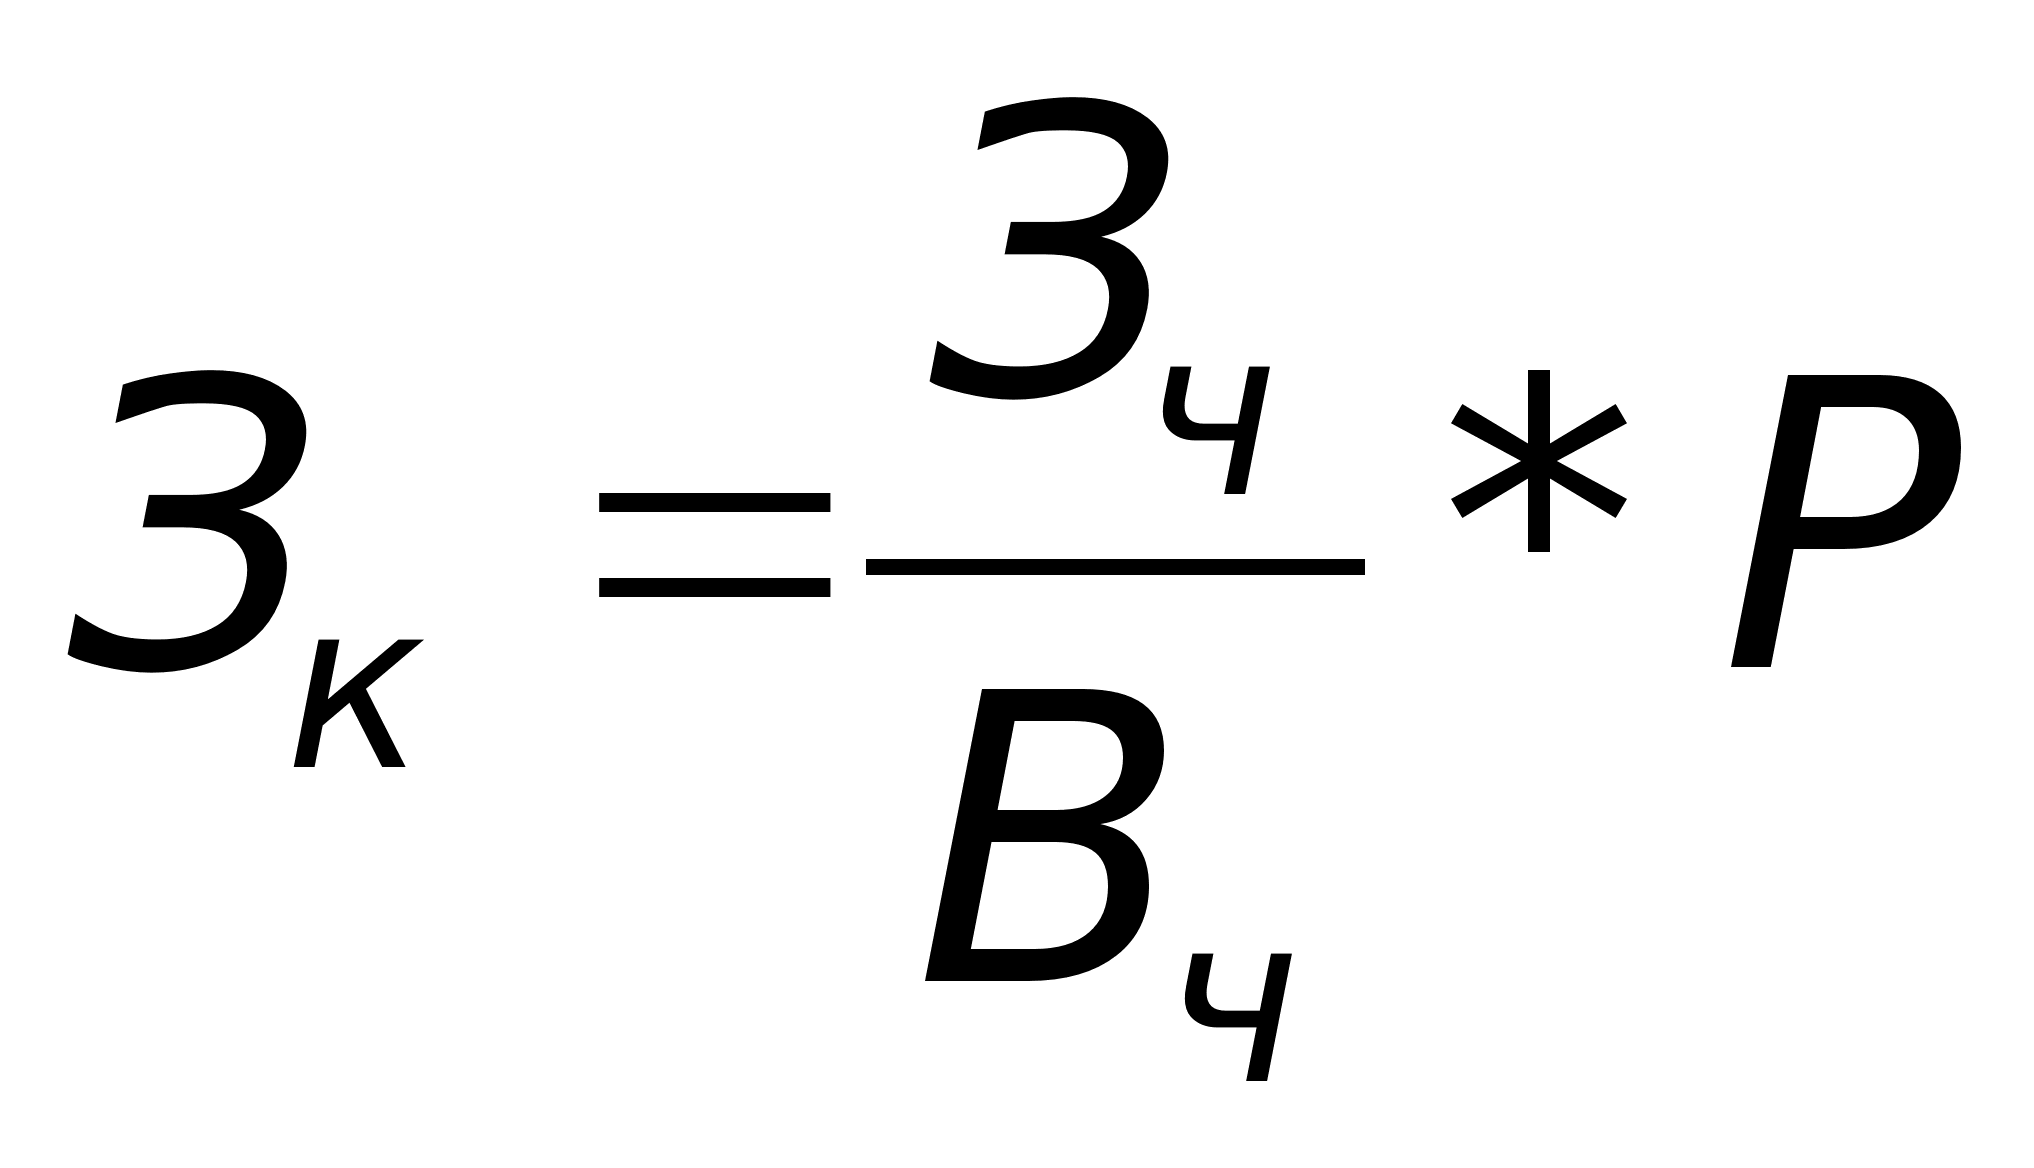 З_к = З_ч / В_ч * Р